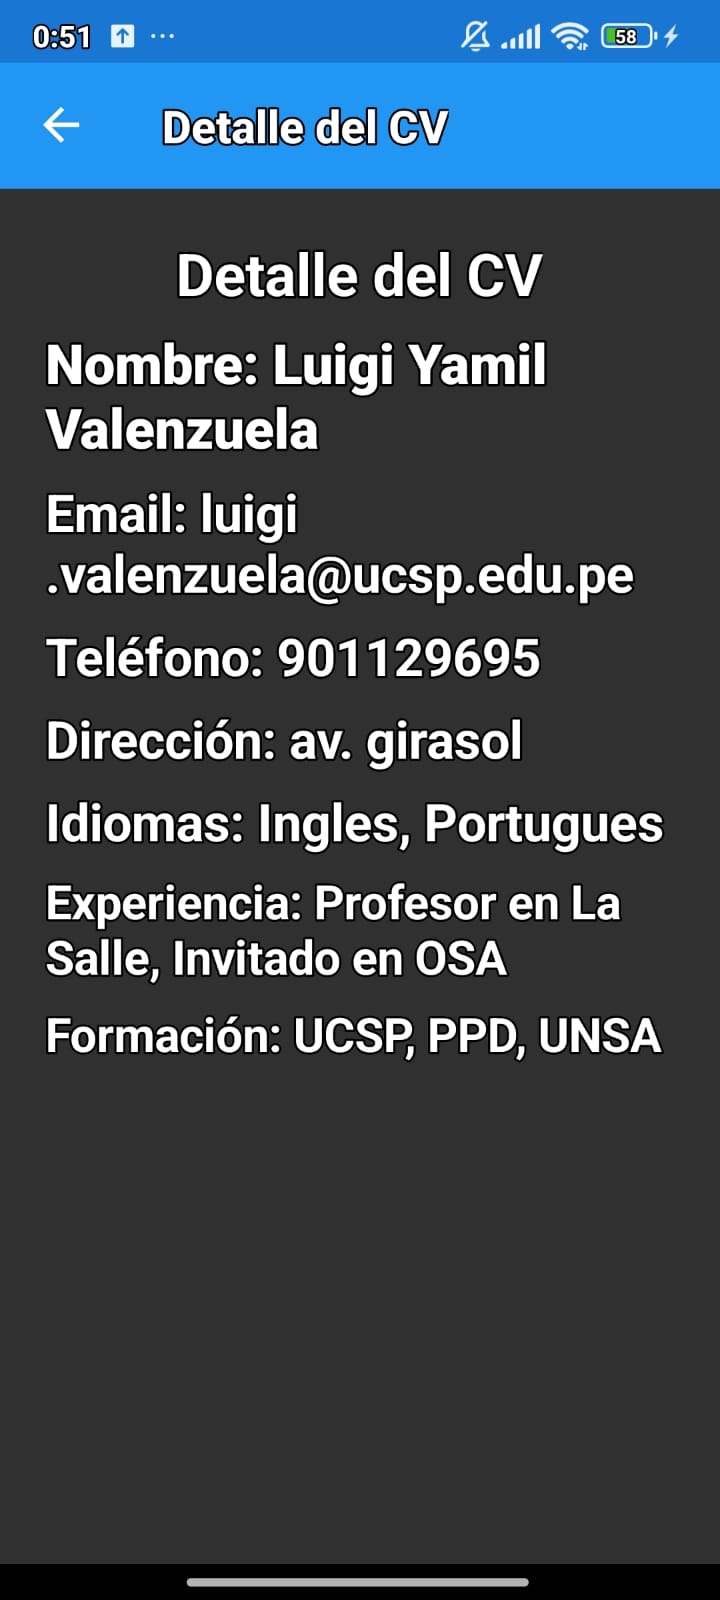 0:51 58
Detalle del CV
Detalle del CV
Nombre: Luigi Yamil
Valenzuela
Email: luigi
.valenzuela@ucsp.edu.pe
Teléfono: 901129695
Dirección: av. girasol
Idiomas: Ingles, Portugues
Experiencia: Profesor en La
Salle, Invitado en OSA
Formación: UCSP, PPD, UNSA